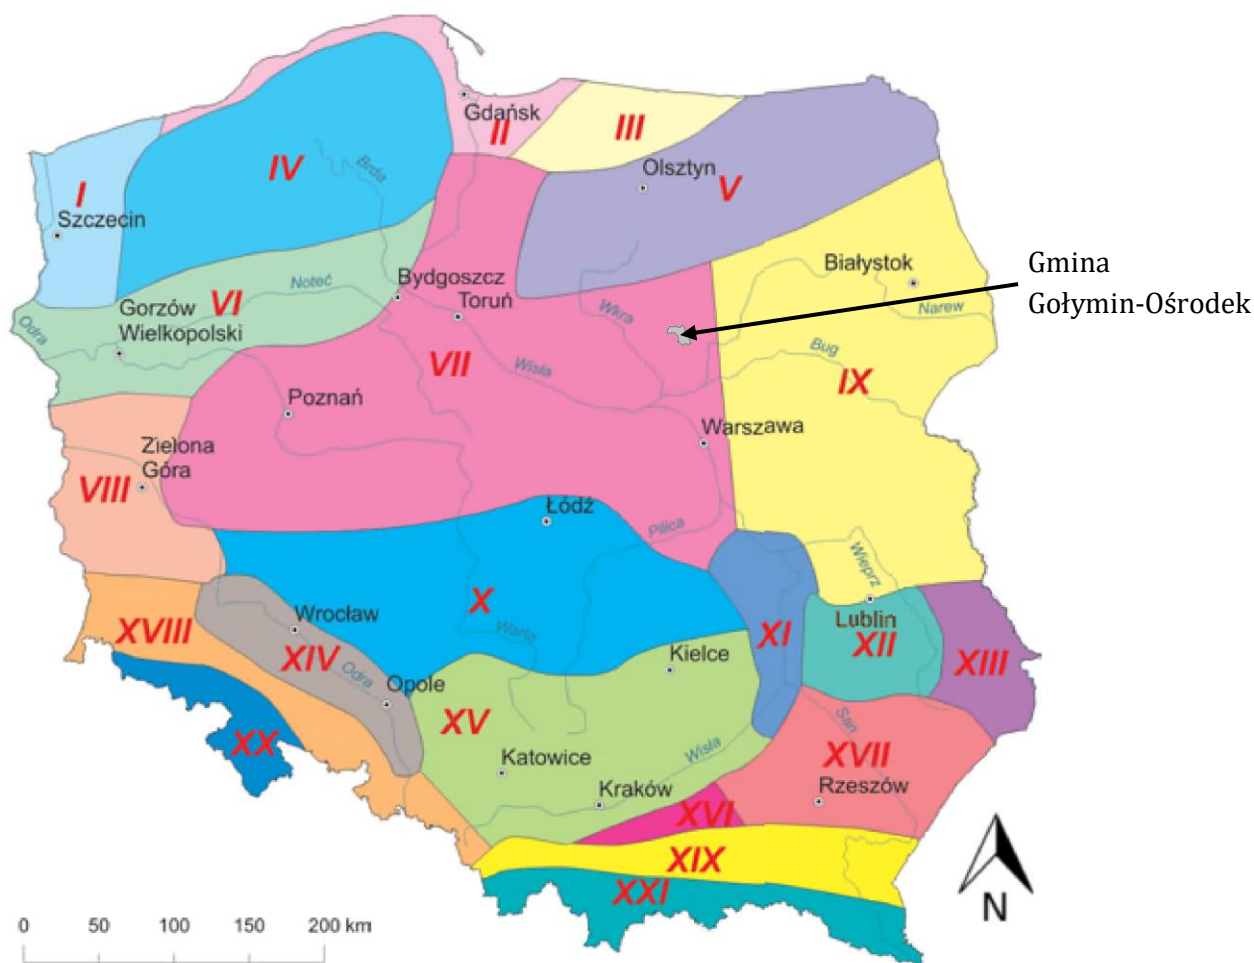 Gdańsk
II
III
IV
Brda
Olsztyn
V
I
Szczecin
Gmina
Gołymin-Ośrodek
Białystok
Bydgoszcz
Toruń
Noteć
VI
Gorzów
Wielkopolski
Odra
Wkra
Narew
Bug
VII
Wisła
IX
Poznań
Warszawa
Zielona
Góra
VIII
Łódź
Pilica
Wieprz
X
Warta
Wrocław
XVIII
XIV
Odra
Opole
Kielce
XI
Lublin
XII
XIII
XV
San
XX
Katowice
Wisła
XVII
Rzeszów
Kraków
XVI
XIX
XXI
N
0 50 100 150 200 km